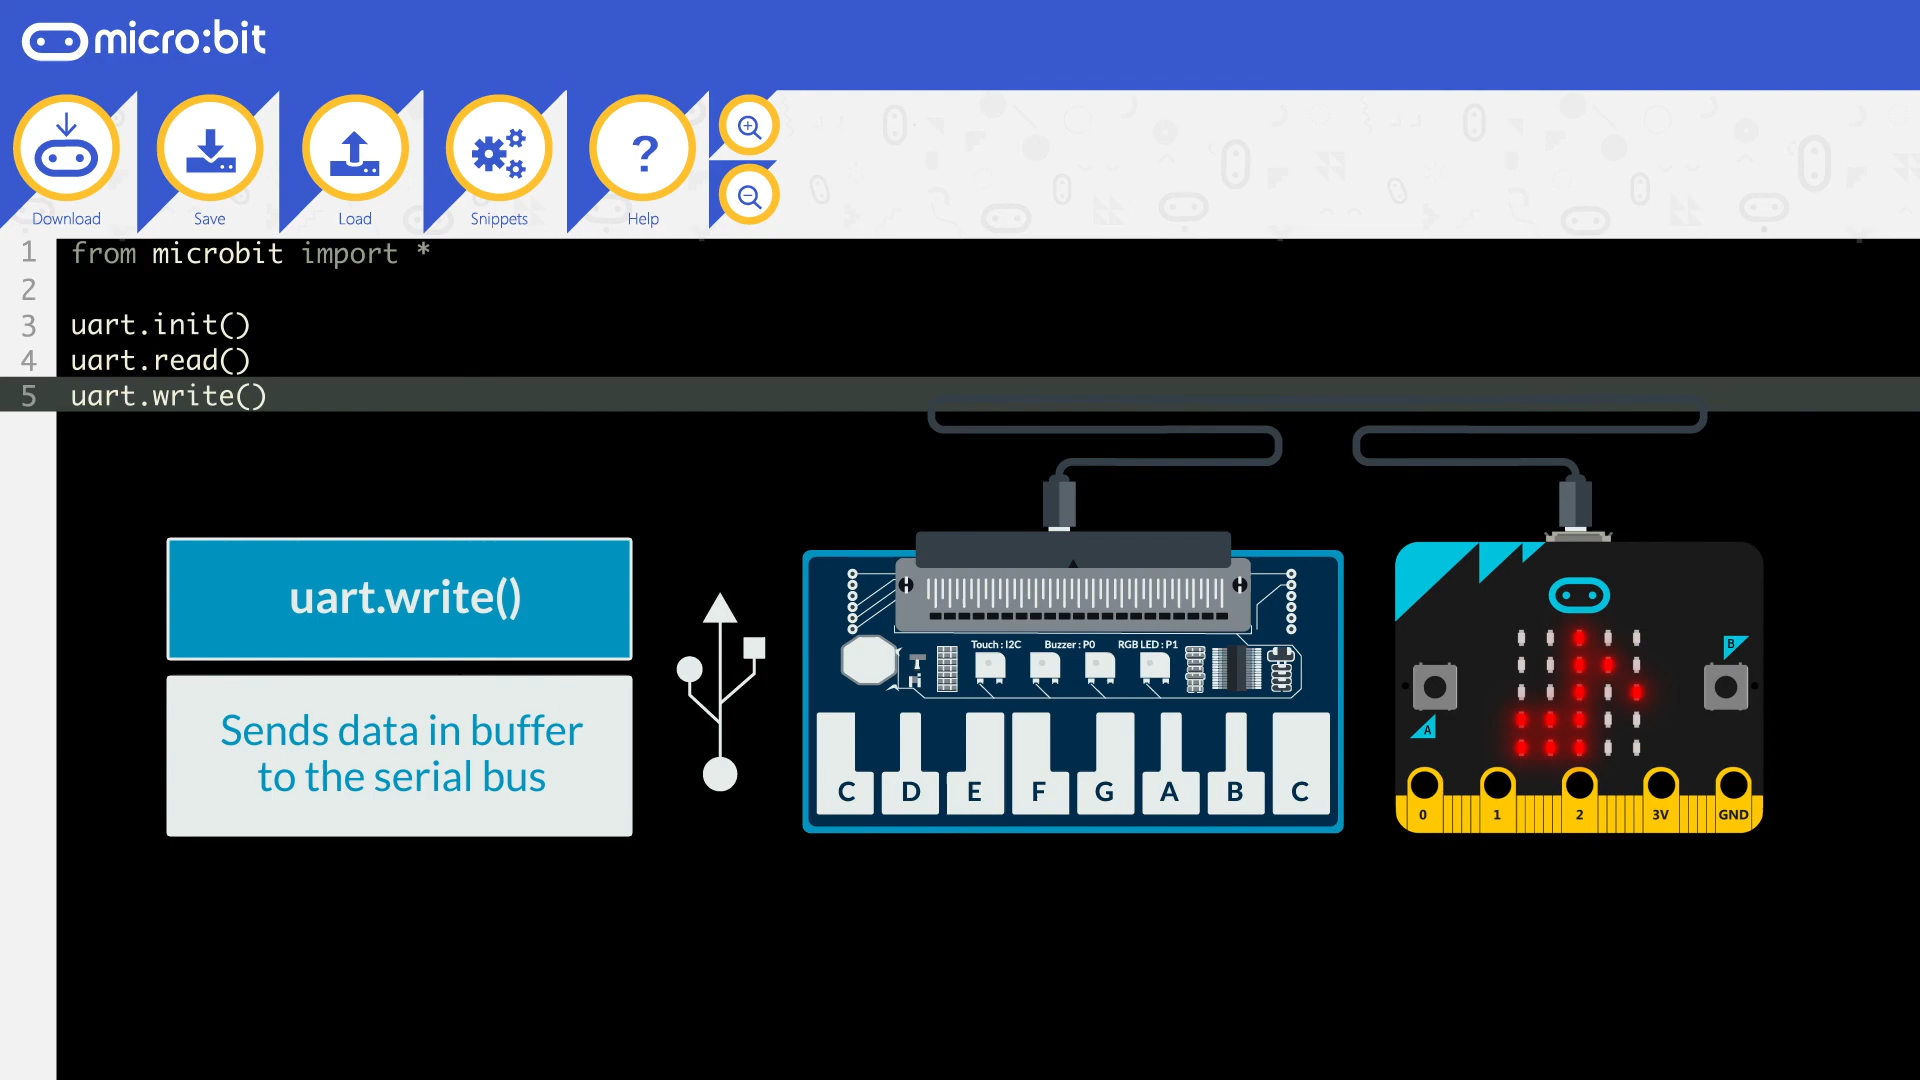 micro:bit
Download
Save
Load
Snippets
?
Help
1 from microbit import *
2
3 uart.init()
4 uart.read()
5 uart.write()
uart.write()
Sends data in buffer
to the serial bus
Touch : I2C Buzzer : P0 RGB LED : P1
C D E F G A B C
B
A
0 1 2 3V GND